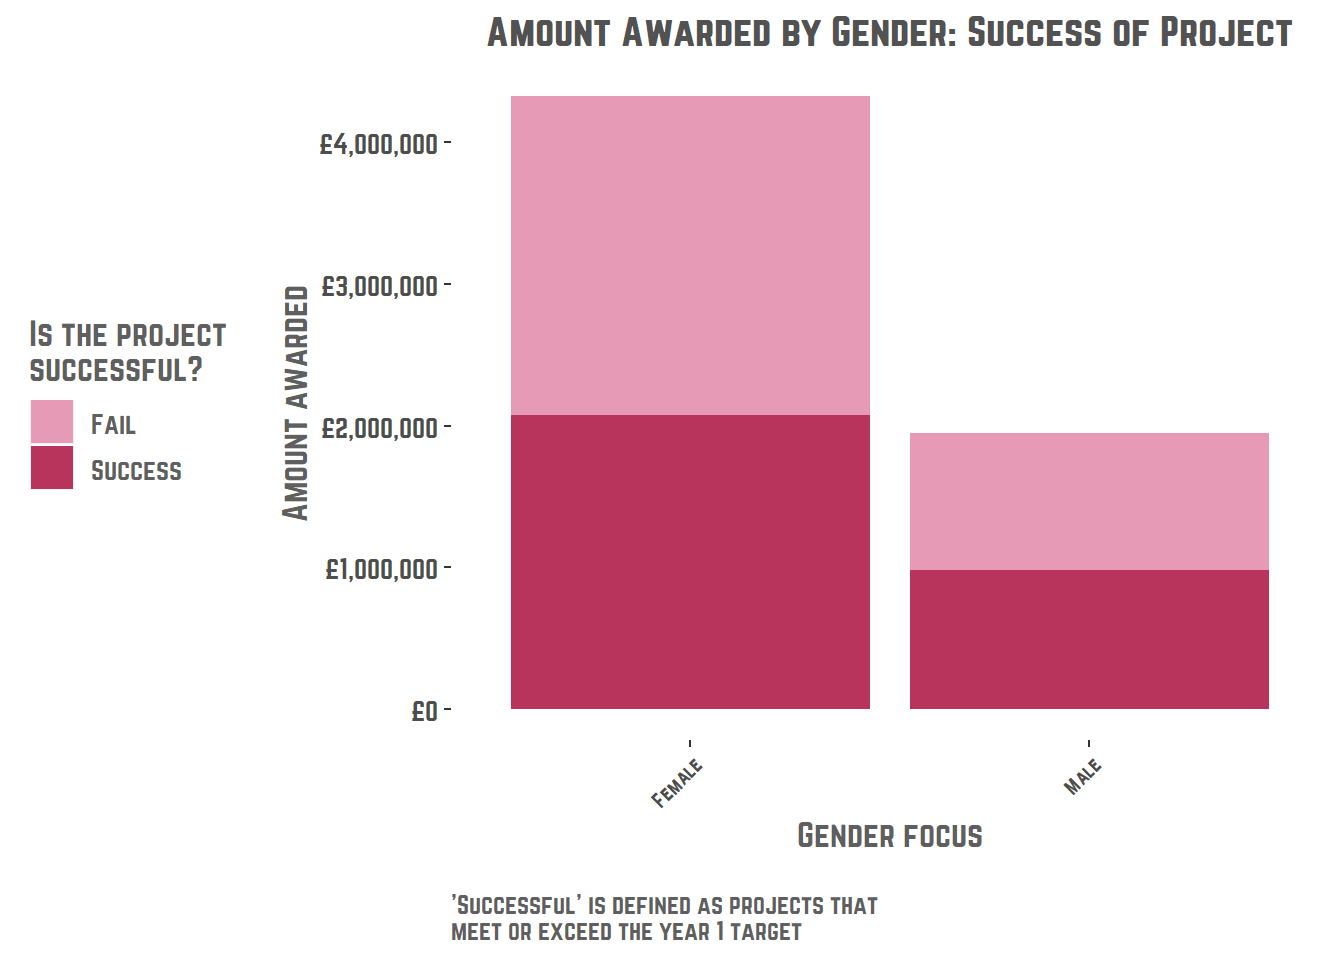 Amount Awarded by Gender: Success of Project
£4,000,000
£3,000,000
£2,000,000
£1,000,000
£0
Amount awarded
Is the project
successful?
Fail
Success
Female
Male
Gender focus
'Successful' is defined as projects that
meet or exceed the year 1 target